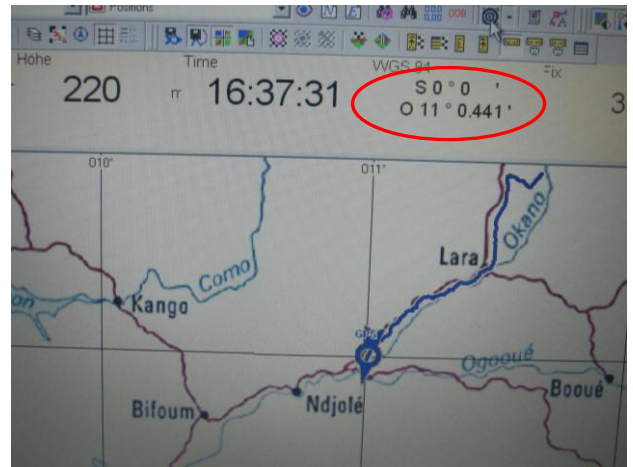 Positions
Höhe Time WGS 84 Fix
220 m 16:37:31 S 0 ° 0 ' 3
O 11 ° 0.441 '
010° 011°
Lara
Okano
Como
Kango
GPS
Ogooué
Booué
Bifoum
Ndjolé